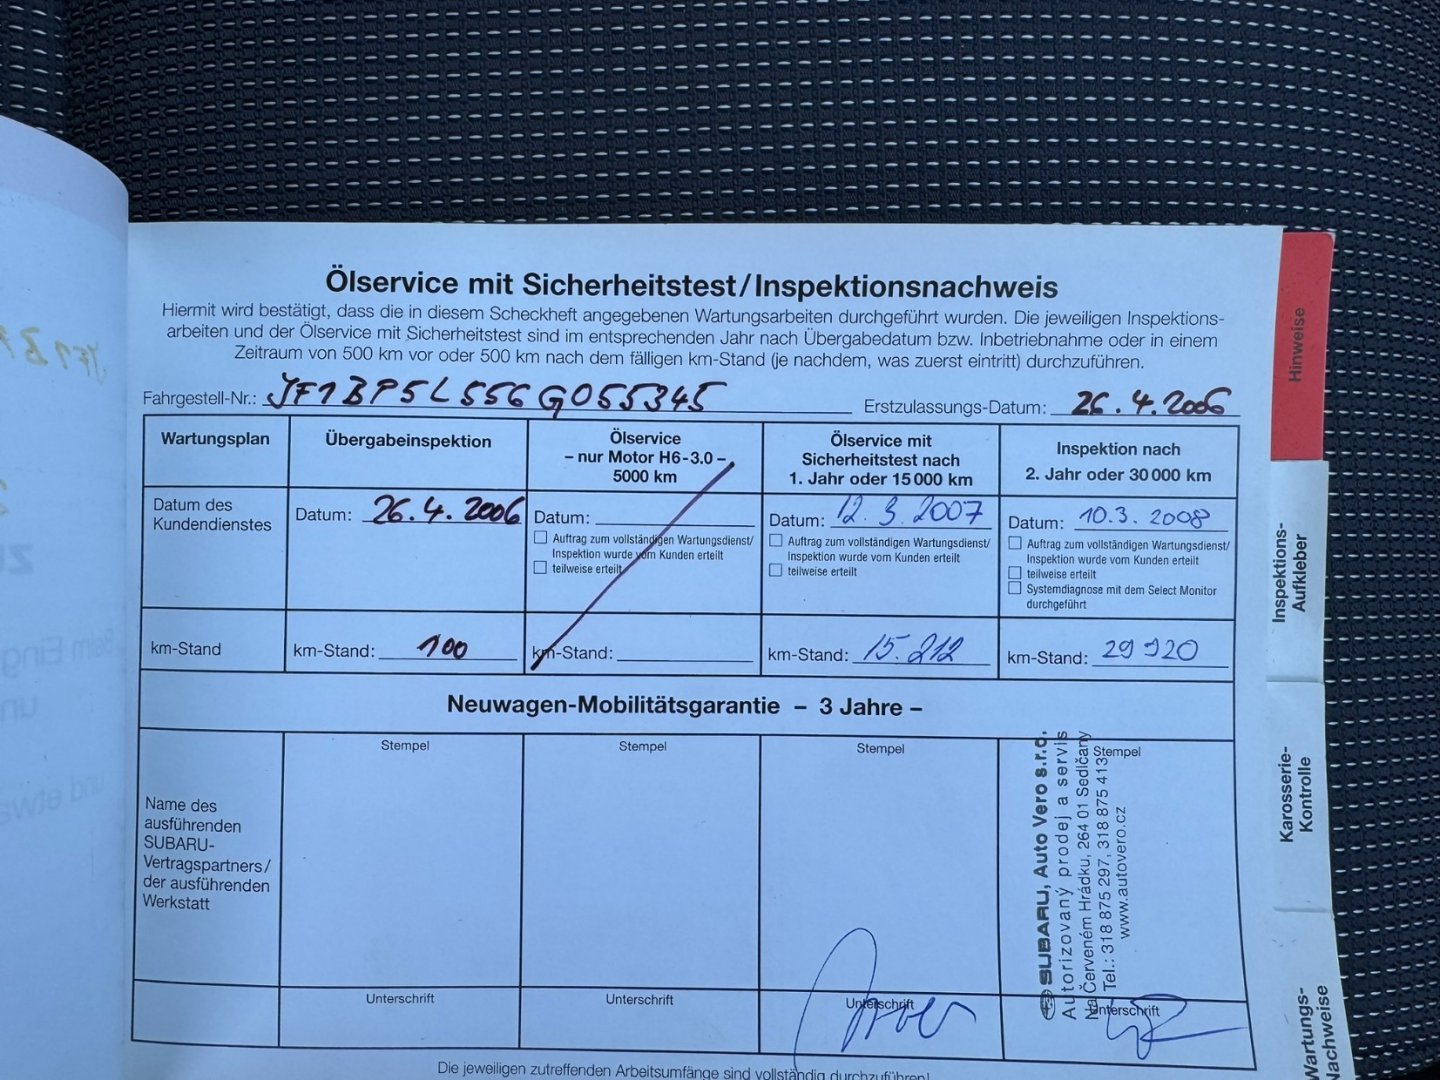 Ölservice mit Sicherheitstest/Inspektionsnachweis
Hiermit wird bestätigt, dass die in diesem Scheckheft angegebenen Wartungsarbeiten durchgeführt wurden. Die jeweiligen Inspektions-
arbeiten und der Ölservice mit Sicherheitstest sind im entsprechenden Jahr nach Übergabedatum bzw. Inbetriebnahme oder in einem
Zeitraum von 500 km vor oder 500 km nach dem fälligen km-Stand (je nachdem, was zuerst eintritt) durchzuführen.
Fahrgestell-Nr.: JF1BP5L556G055345 Erstzulassungs-Datum: 26.4.2006
Wartungsplan
Übergabeinspektion
Ölservice
– nur Motor H6-3.0 –
5000 km
Ölservice mit
Sicherheitstest nach
1. Jahr oder 15 000 km
Inspektion nach
2. Jahr oder 30 000 km
Datum des
Kundendienstes
Datum: 26.4.2006
Datum:
Auftrag zum vollständigen Wartungsdienst/
Inspektion wurde vom Kunden erteilt
teilweise erteilt
Datum: 12.3.2007
Auftrag zum vollständigen Wartungsdienst/
Inspektion wurde vom Kunden erteilt
teilweise erteilt
Datum: 10.3.2008
Auftrag zum vollständigen Wartungsdienst/
Inspektion wurde vom Kunden erteilt
teilweise erteilt
Systemdiagnose mit dem Select Monitor
durchgeführt
km-Stand
km-Stand: 100
km-Stand:
km-Stand: 15.212
km-Stand: 29 920
Neuwagen-Mobilitätsgarantie – 3 Jahre –
Name des
ausführenden
SUBARU-
Vertragspartners/
der ausführenden
Werkstatt
Stempel
Stempel
Stempel
Stempel
SUBARU, Auto Vero s.r.o.
Autorizovaný prodej a servis
Na Červeném Hrádku, 264 01 Sedlčany
Tel.: 318 875 297, 318 875 413
www.autovero.cz
Unterschrift
Unterschrift
Unterschrift
Unterschrift
Die jeweiligen zutreffenden Arbeitsumfänge sind vollständig durchzuführen!
Hinweise
Inspektions-
Aufkleber
Karosserie-
Kontrolle
Wartungs-
Nachweise